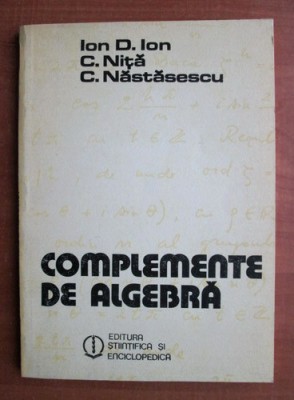 Ion D. Ion
C. Niță
C. Năstăsescu
COMPLEMENTE
DE ALGEBRĂ
EDITURA
ȘTIINȚIFICĂ ȘI
ENCICLOPEDICĂ